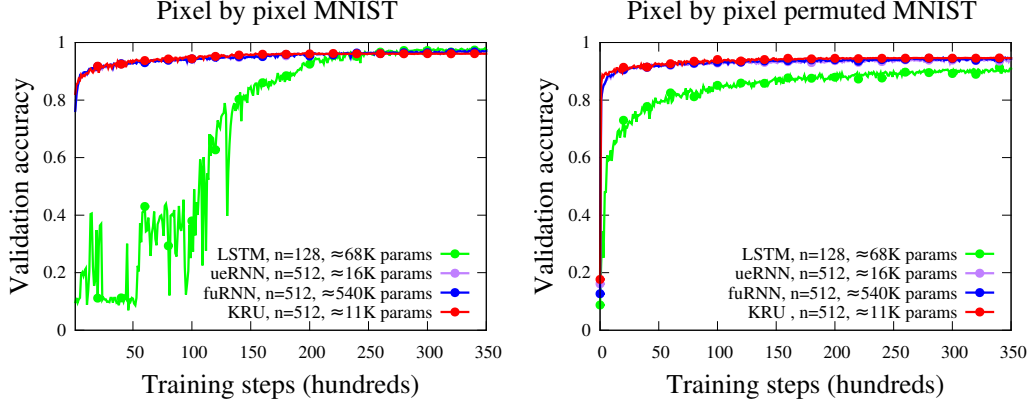 Pixel by pixel MNIST
1
0.8
0.6
0.4
0.2
0
Validation accuracy
LSTM, n=128, ≈68K params
ueRNN, n=512, ≈16K params
fuRNN, n=512, ≈540K params
KRU , n=512, ≈11K params
50 100 150 200 250 300 350
Training steps (hundreds)
Pixel by pixel permuted MNIST
1
0.8
0.6
0.4
0.2
0
Validation accuracy
LSTM, n=128, ≈68K params
ueRNN, n=512, ≈16K params
fuRNN, n=512, ≈540K params
KRU , n=512, ≈11K params
0 50 100 150 200 250 300 350
Training steps (hundreds)